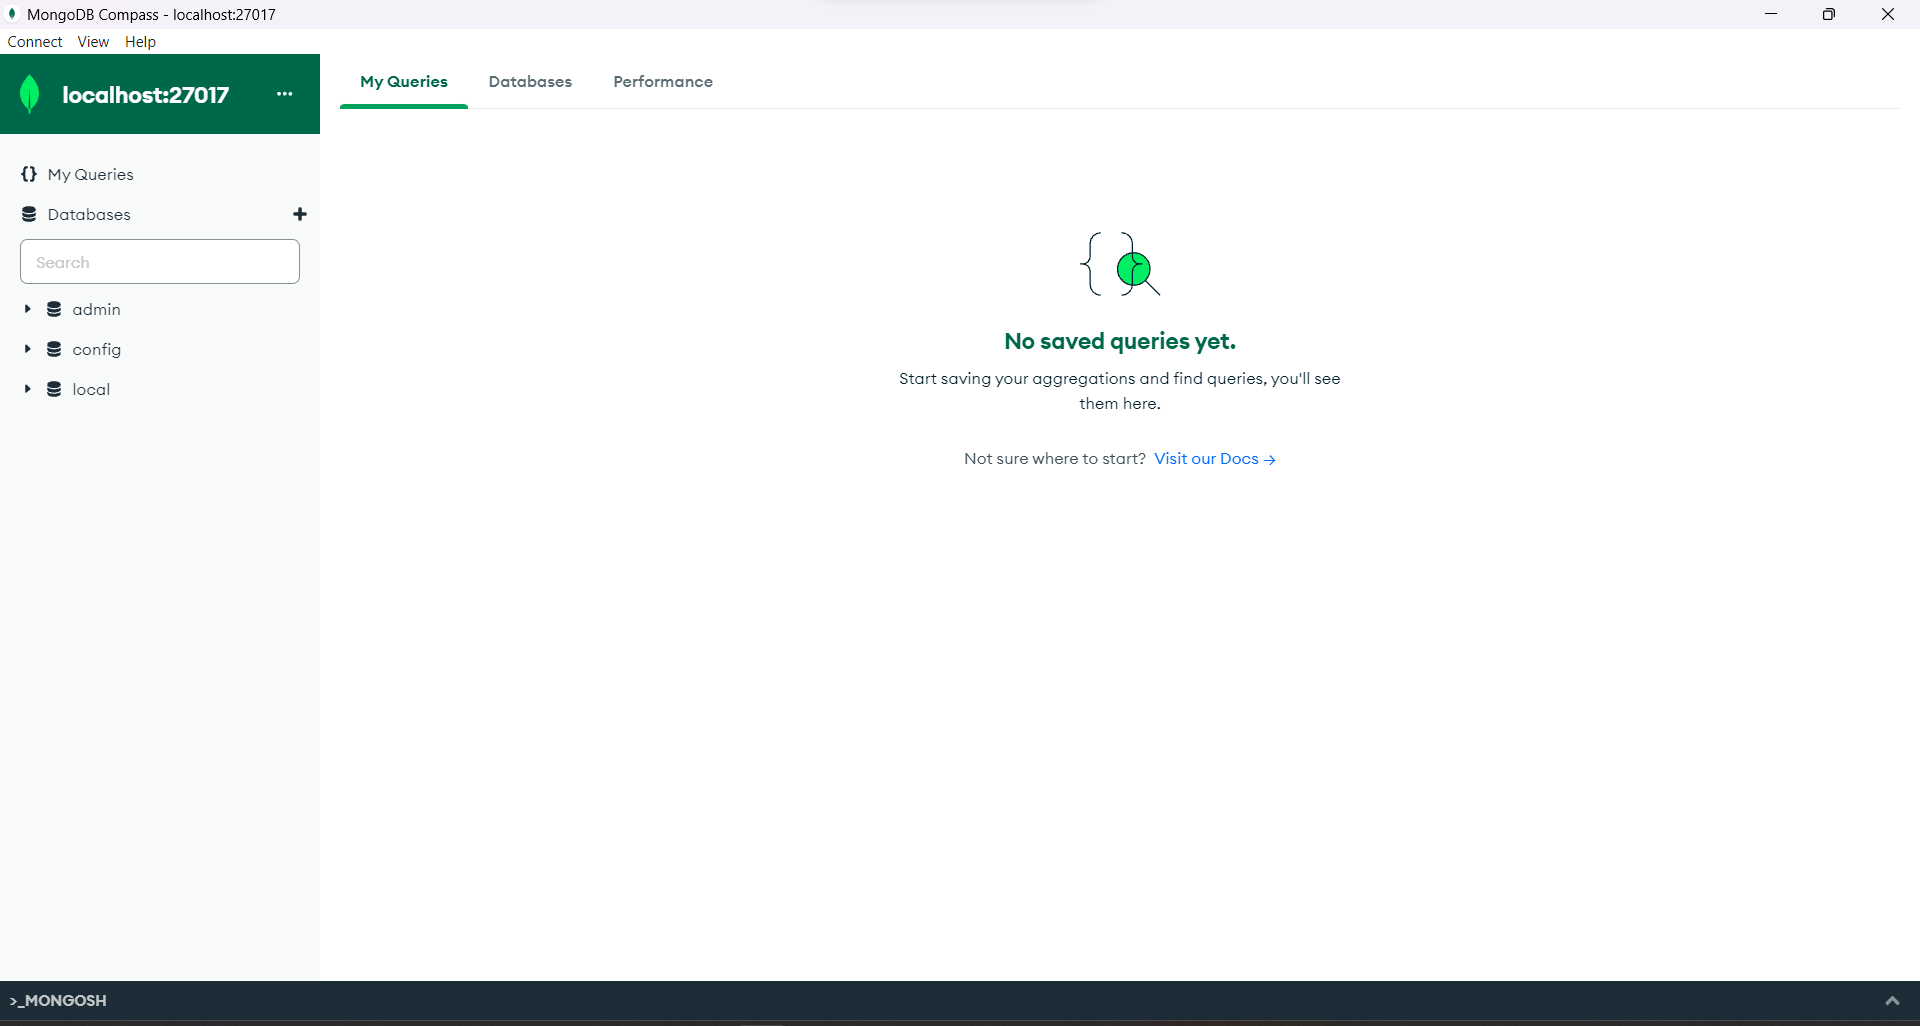 MongoDB Compass - localhost:27017
Connect View Help
localhost:27017 ...
My Queries Databases Performance
{} My Queries
Databases +
Search
admin
config
local
No saved queries yet.
Start saving your aggregations and find queries, you'll see
them here.
Not sure where to start? Visit our Docs →
>_MONGOSH